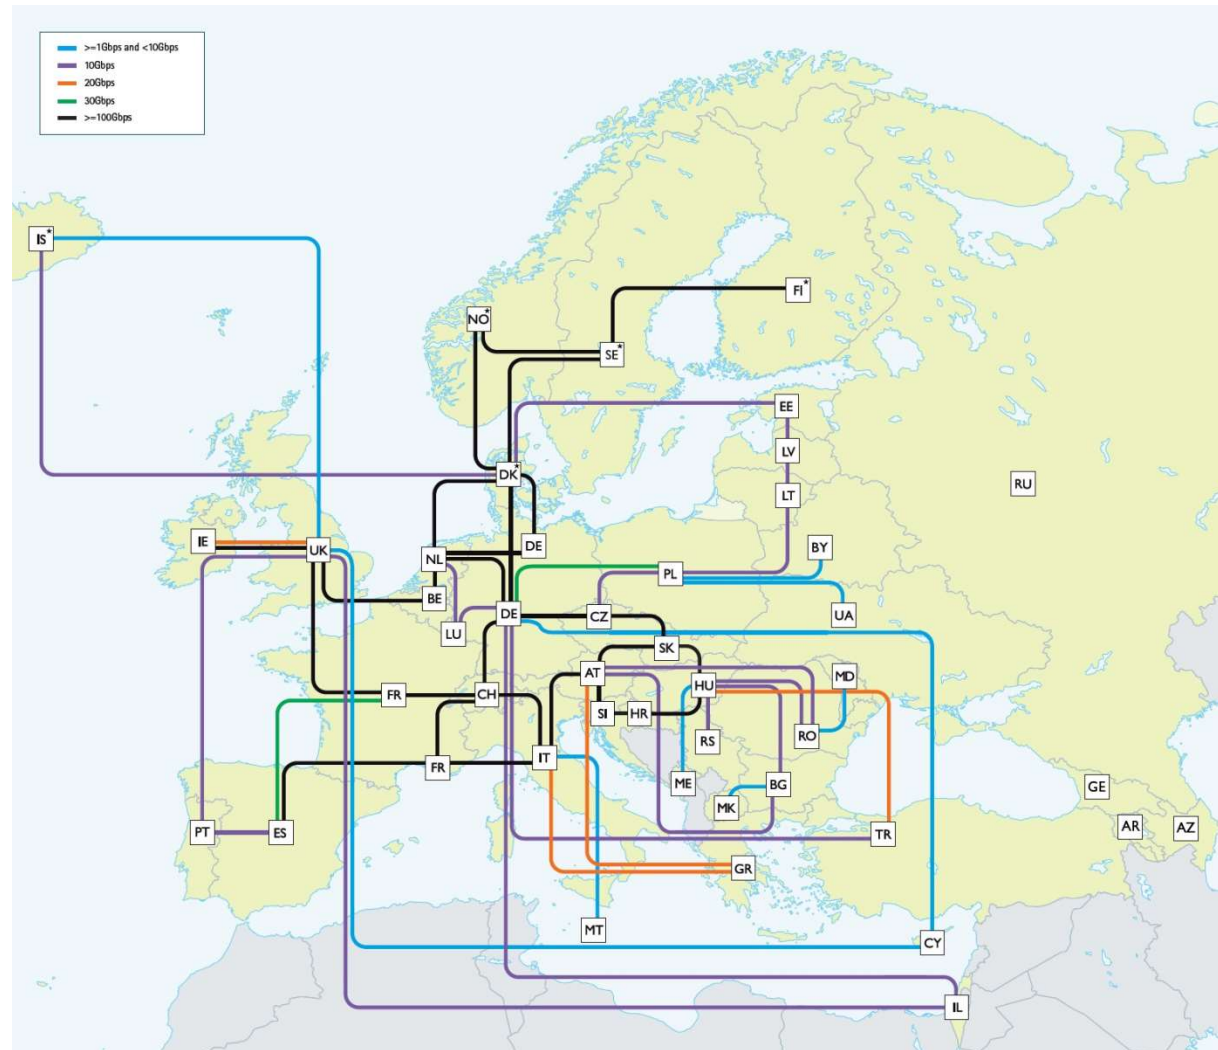 >=1Gbps and <10Gbps
10Gbps
20Gbps
30Gbps
>=100Gbps
IS*
FI*
NO*
SE*
EE
LV
DK*
RU
LT
IE
UK
NL
DE
BY
PL
BE
DE
CZ
UA
LU
SK
AT
MD
HU
FR
CH
SI
HR
RS
RO
IT
FR
ME
BG
GE
MK
PT
ES
TR
AR
AZ
GR
MT
CY
IL